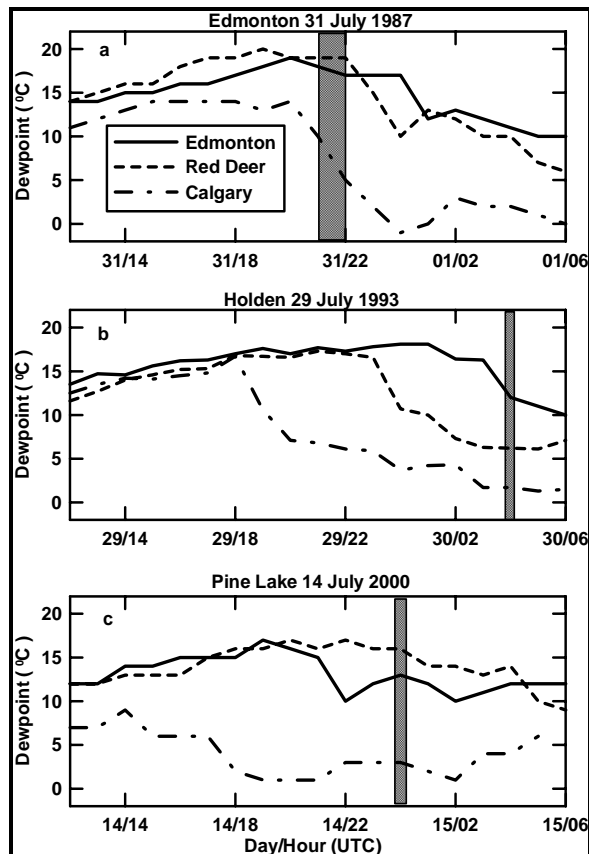 Edmonton 31 July 1987
a
20
15
10
5
0
Dewpoint ( ºC )
Edmonton
Red Deer
Calgary
31/14 31/18 31/22 01/02 01/06
Holden 29 July 1993
b
20
15
10
5
0
Dewpoint ( ºC )
29/14 29/18 29/22 30/02 30/06
Pine Lake 14 July 2000
c
20
15
10
5
0
Dewpoint ( ºC )
14/14 14/18 14/22 15/02 15/06
Day/Hour (UTC)